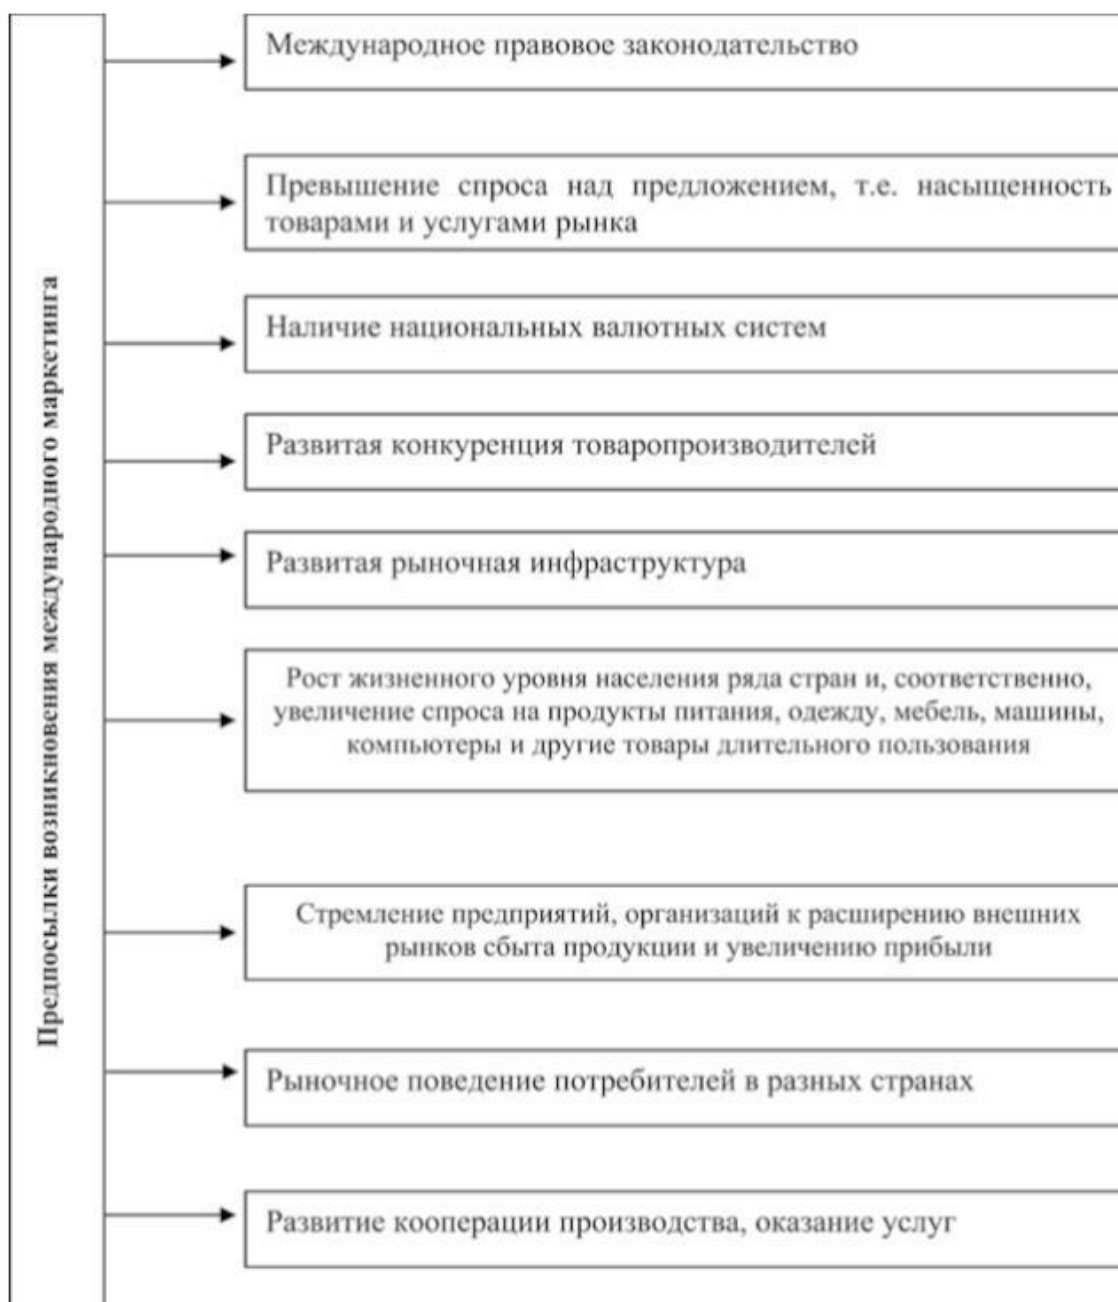 Предпосылки возникновения международного маркетинга
Международное правовое законодательство
Превышение спроса над предложением, т.е. насыщенность
товарами и услугами рынка
Наличие национальных валютных систем
Развитая конкуренция товаропроизводителей
Развитая рыночная инфраструктура
Рост жизненного уровня населения ряда стран и, соответственно,
увеличение спроса на продукты питания, одежду, мебель, машины,
компьютеры и другие товары длительного пользования
Стремление предприятий, организаций к расширению внешних
рынков сбыта продукции и увеличению прибыли
Рыночное поведение потребителей в разных странах
Развитие кооперации производства, оказание услуг